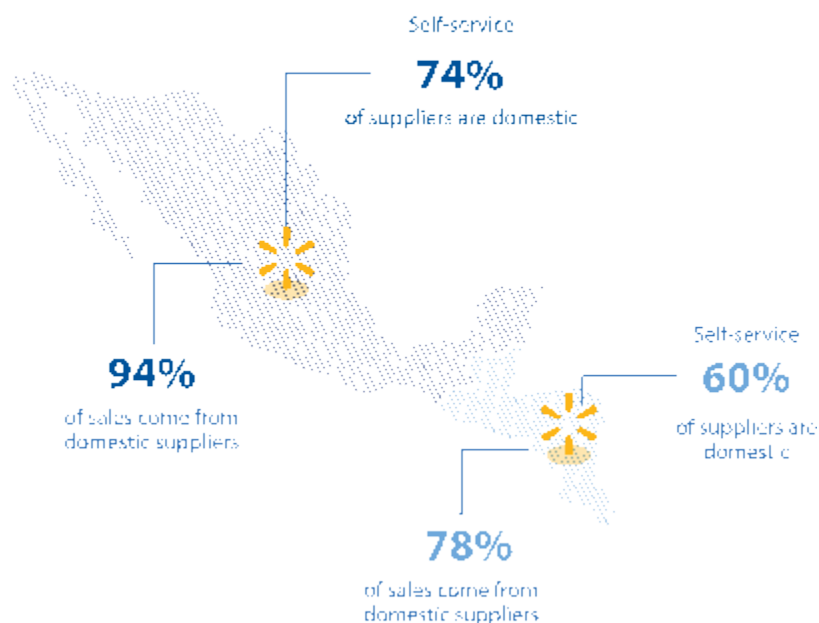 Self-service
74%
of suppliers are domestic
94%
of sales come from
domestic suppliers
Self-service
60%
of suppliers are
domestic
78%
of sales come from
domestic suppliers